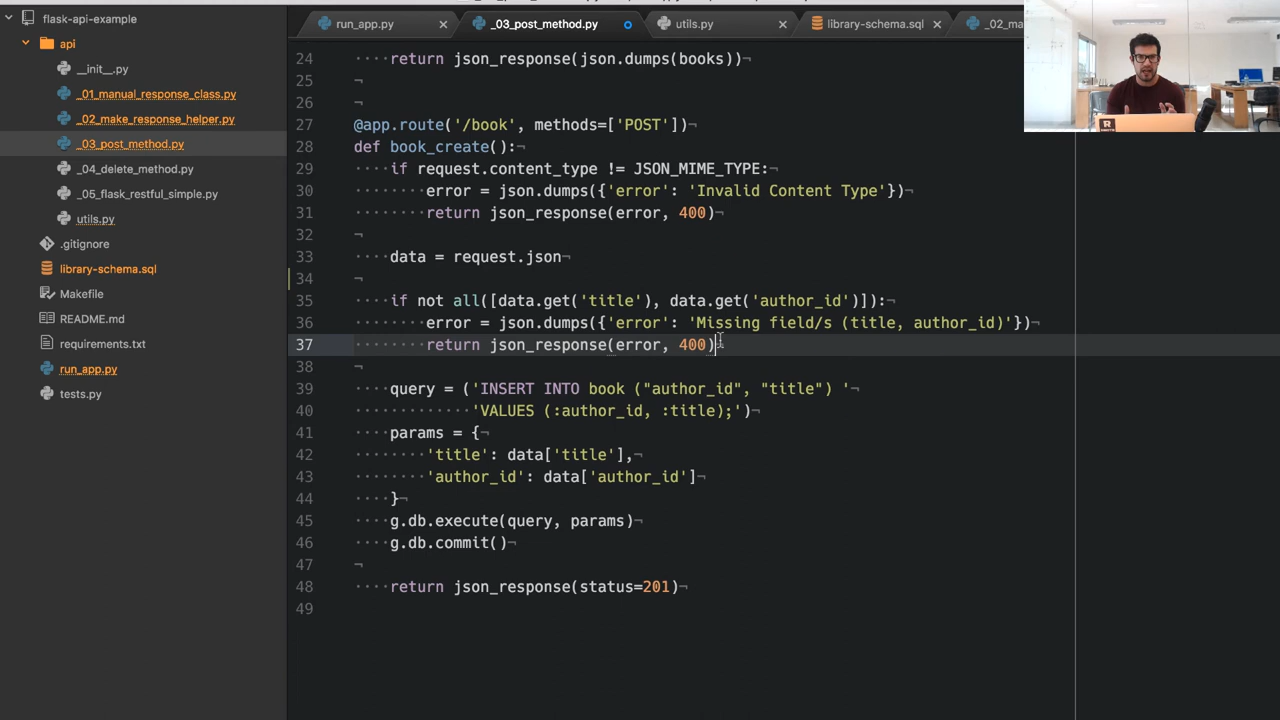 flask-api-example
api
__init__.py
_01_manual_response_class.py
_02_make_response_helper.py
_03_post_method.py
_04_delete_method.py
_05_flask_restful_simple.py
utils.py
.gitignore
library-schema.sql
Makefile
README.md
requirements.txt
run_app.py
tests.py
run_app.py × _03_post_method.py utils.py × library-schema.sql × _02_ma
24 ····return json_response(json.dumps(books))¬
25 ¬
26 ¬
27 @app.route('/book', methods=['POST'])¬
28 def book_create():¬
29 ····if request.content_type != JSON_MIME_TYPE:¬
30 ········error = json.dumps({'error': 'Invalid Content Type'})¬
31 ········return json_response(error, 400)¬
32 ¬
33 ····data = request.json¬
34 ¬
35 ····if not all([data.get('title'), data.get('author_id')]):¬
36 ········error = json.dumps({'error': 'Missing field/s (title, author_id)'})¬
37 ········return json_response(error, 400)¬
38 ¬
39 ····query = ('INSERT INTO book ("author_id", "title") '¬
40 ·············'VALUES (:author_id, :title);')¬
41 ····params = {¬
42 ········'title': data['title'],¬
43 ········'author_id': data['author_id']¬
44 ····}¬
45 ····g.db.execute(query, params)¬
46 ····g.db.commit()¬
47 ¬
48 ····return json_response(status=201)¬
49